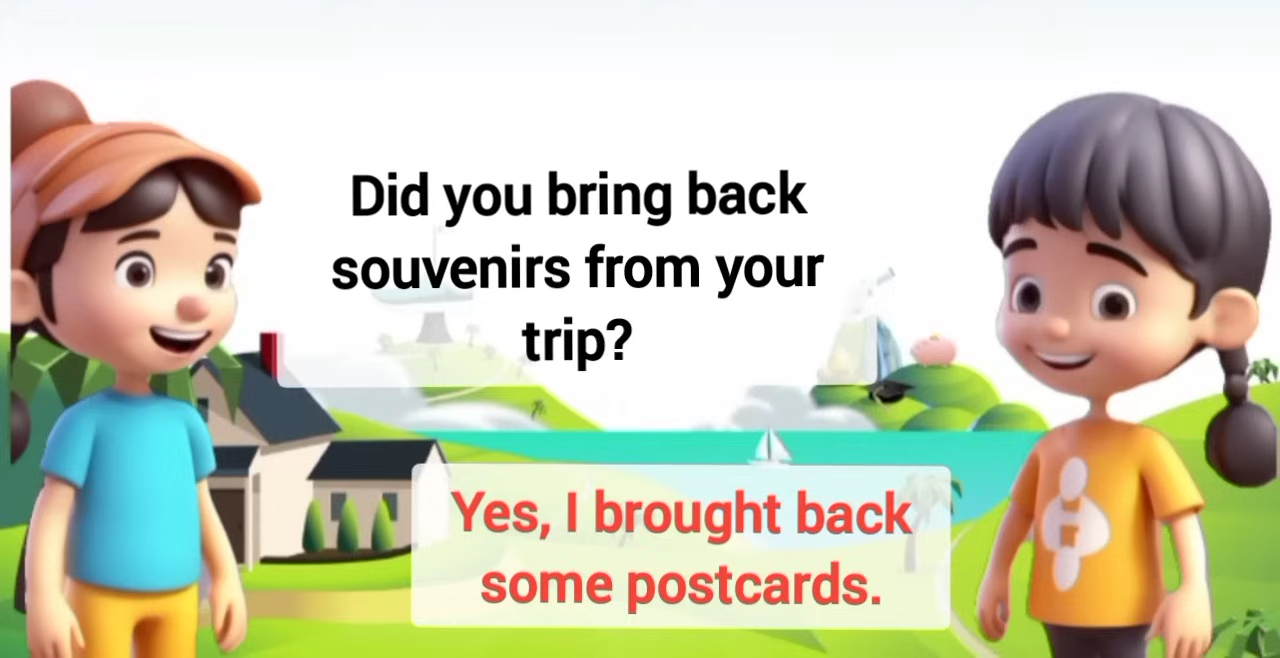 Did you bring back
souvenirs from your
trip?
Yes, I brought back
some postcards.